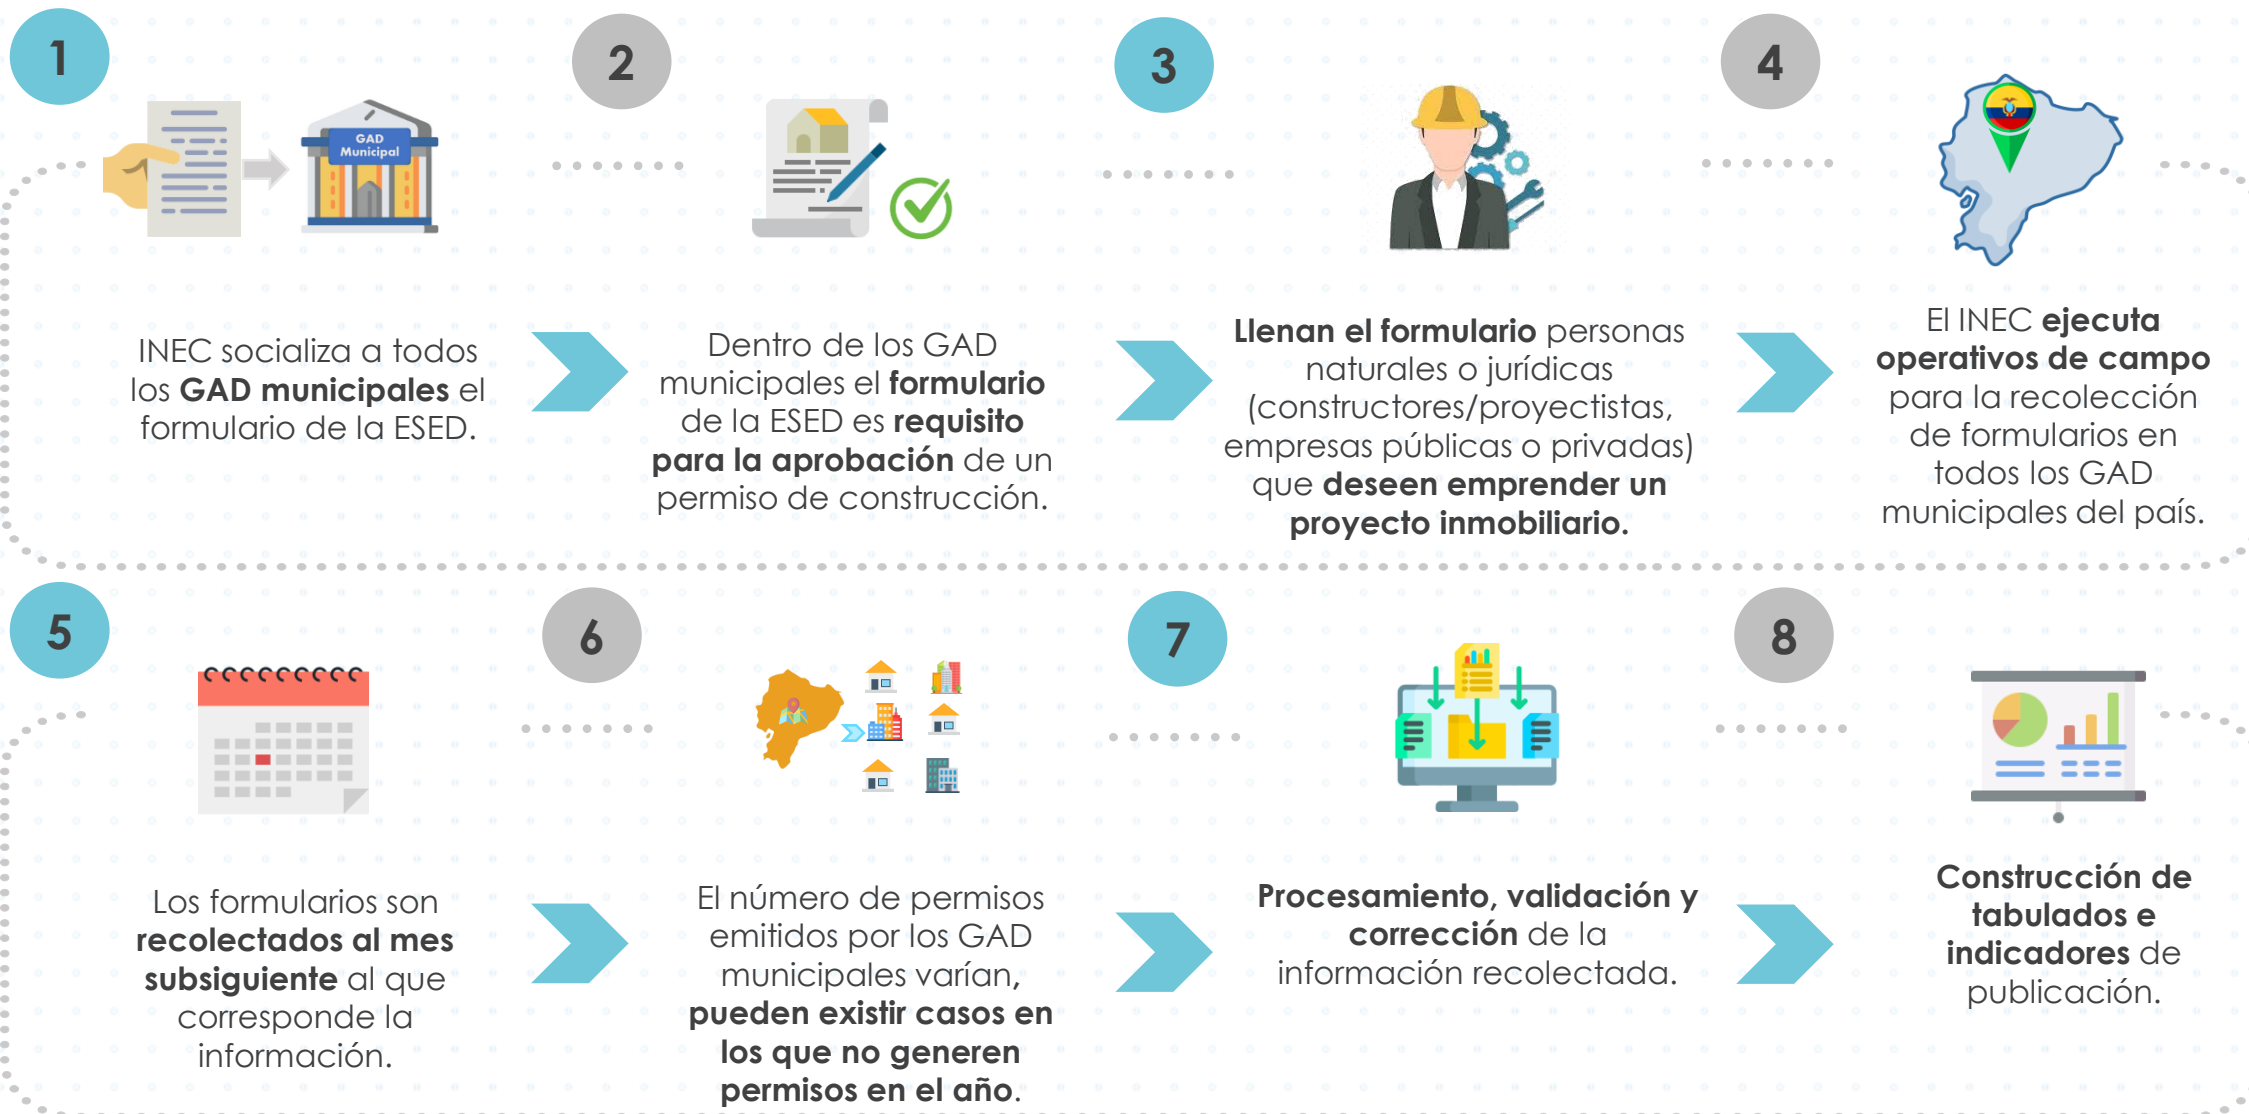 1
GAD
Municipal
INEC socializa a todos
los GAD municipales el
formulario de la ESED.
2
Dentro de los GAD
municipales el formulario
de la ESED es requisito
para la aprobación de un
permiso de construcción.
3
Llenan el formulario personas
naturales o jurídicas
(constructores/proyectistas,
empresas públicas o privadas)
que deseen emprender un
proyecto inmobiliario.
4
El INEC ejecuta
operativos de campo
para la recolección
de formularios en
todos los GAD
municipales del país.
5
Los formularios son
recolectados al mes
subsiguiente al que
corresponde la
información.
6
El número de permisos
emitidos por los GAD
municipales varían,
pueden existir casos en
los que no generen
permisos en el año.
7
Procesamiento, validación y
corrección de la
información recolectada.
8
Construcción de
tabulados e
indicadores de
publicación.